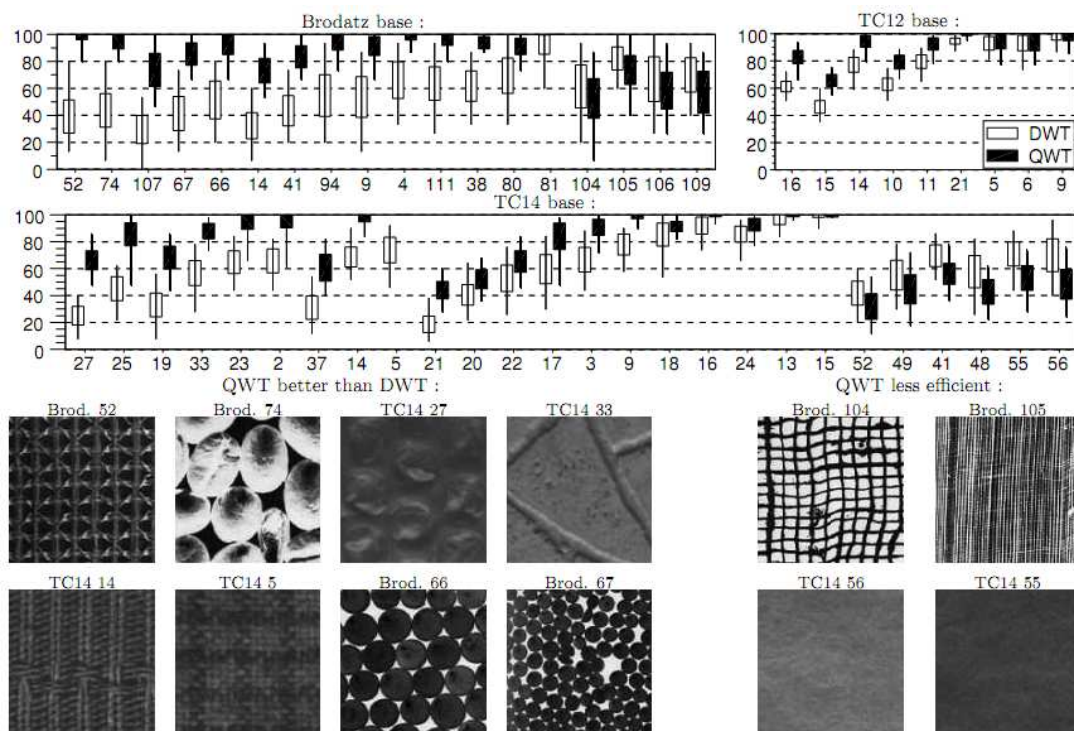 Brodatz base :
TC12 base :
100
80
60
40
20
0
52 74 107 67 66 14 41 94 9 4 111 38 80 81 104 105 106 109
100
80
60
40
20
0
DWT
QWT
16 15 14 10 11 21 5 6 9
TC14 base :
100
80
60
40
20
0
27 25 19 33 23 2 37 14 5 21 20 22 17 3 9 18 16 24 13 15 52 49 41 48 55 56
QWT better than DWT :
QWT less efficient :
Brod. 52 Brod. 74 TC14 27 TC14 33 Brod. 104 Brod. 105
TC14 14 TC14 5 Brod. 66 Brod. 67 TC14 56 TC14 55